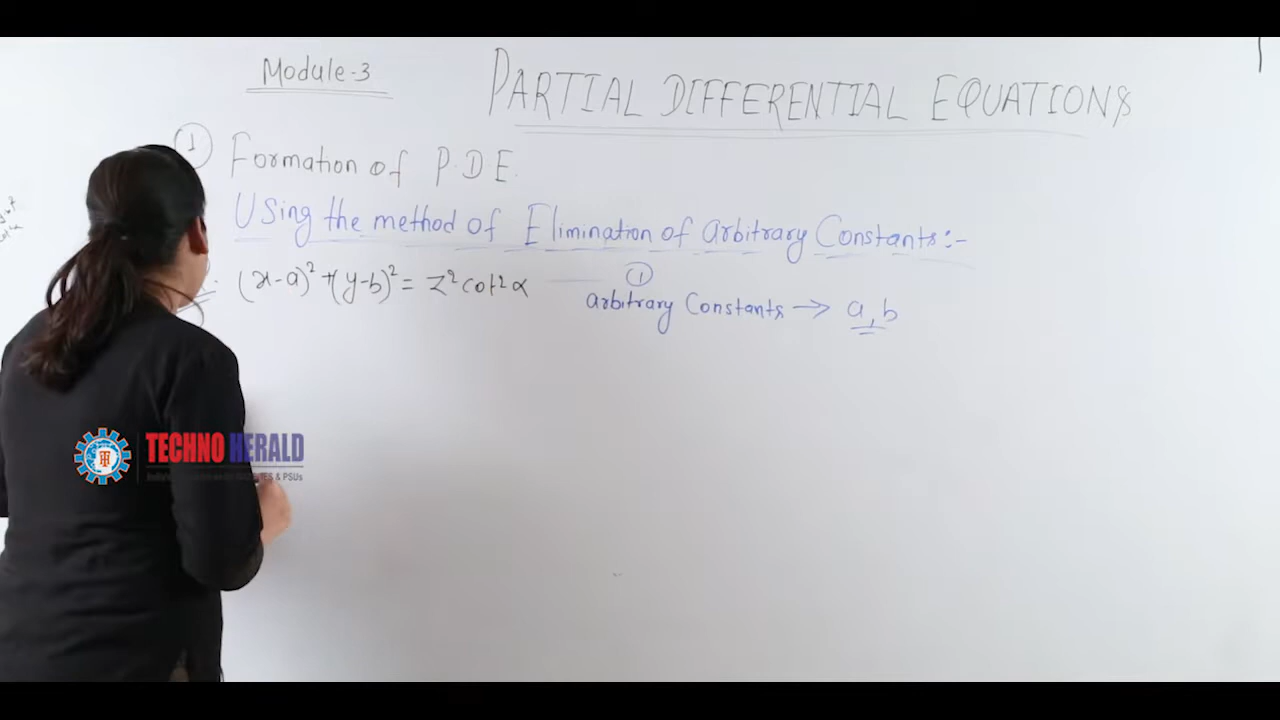 Module-3
PARTIAL DIFFERENTIAL EQUATIONS
① Formation of P.D.E.
Using the method of Elimination of arbitrary Constants:-
(x-a)² + (y-b)² = z² cot² α —— ①
arbitrary Constants → a, b
TECHNO HERALD
& PSUs